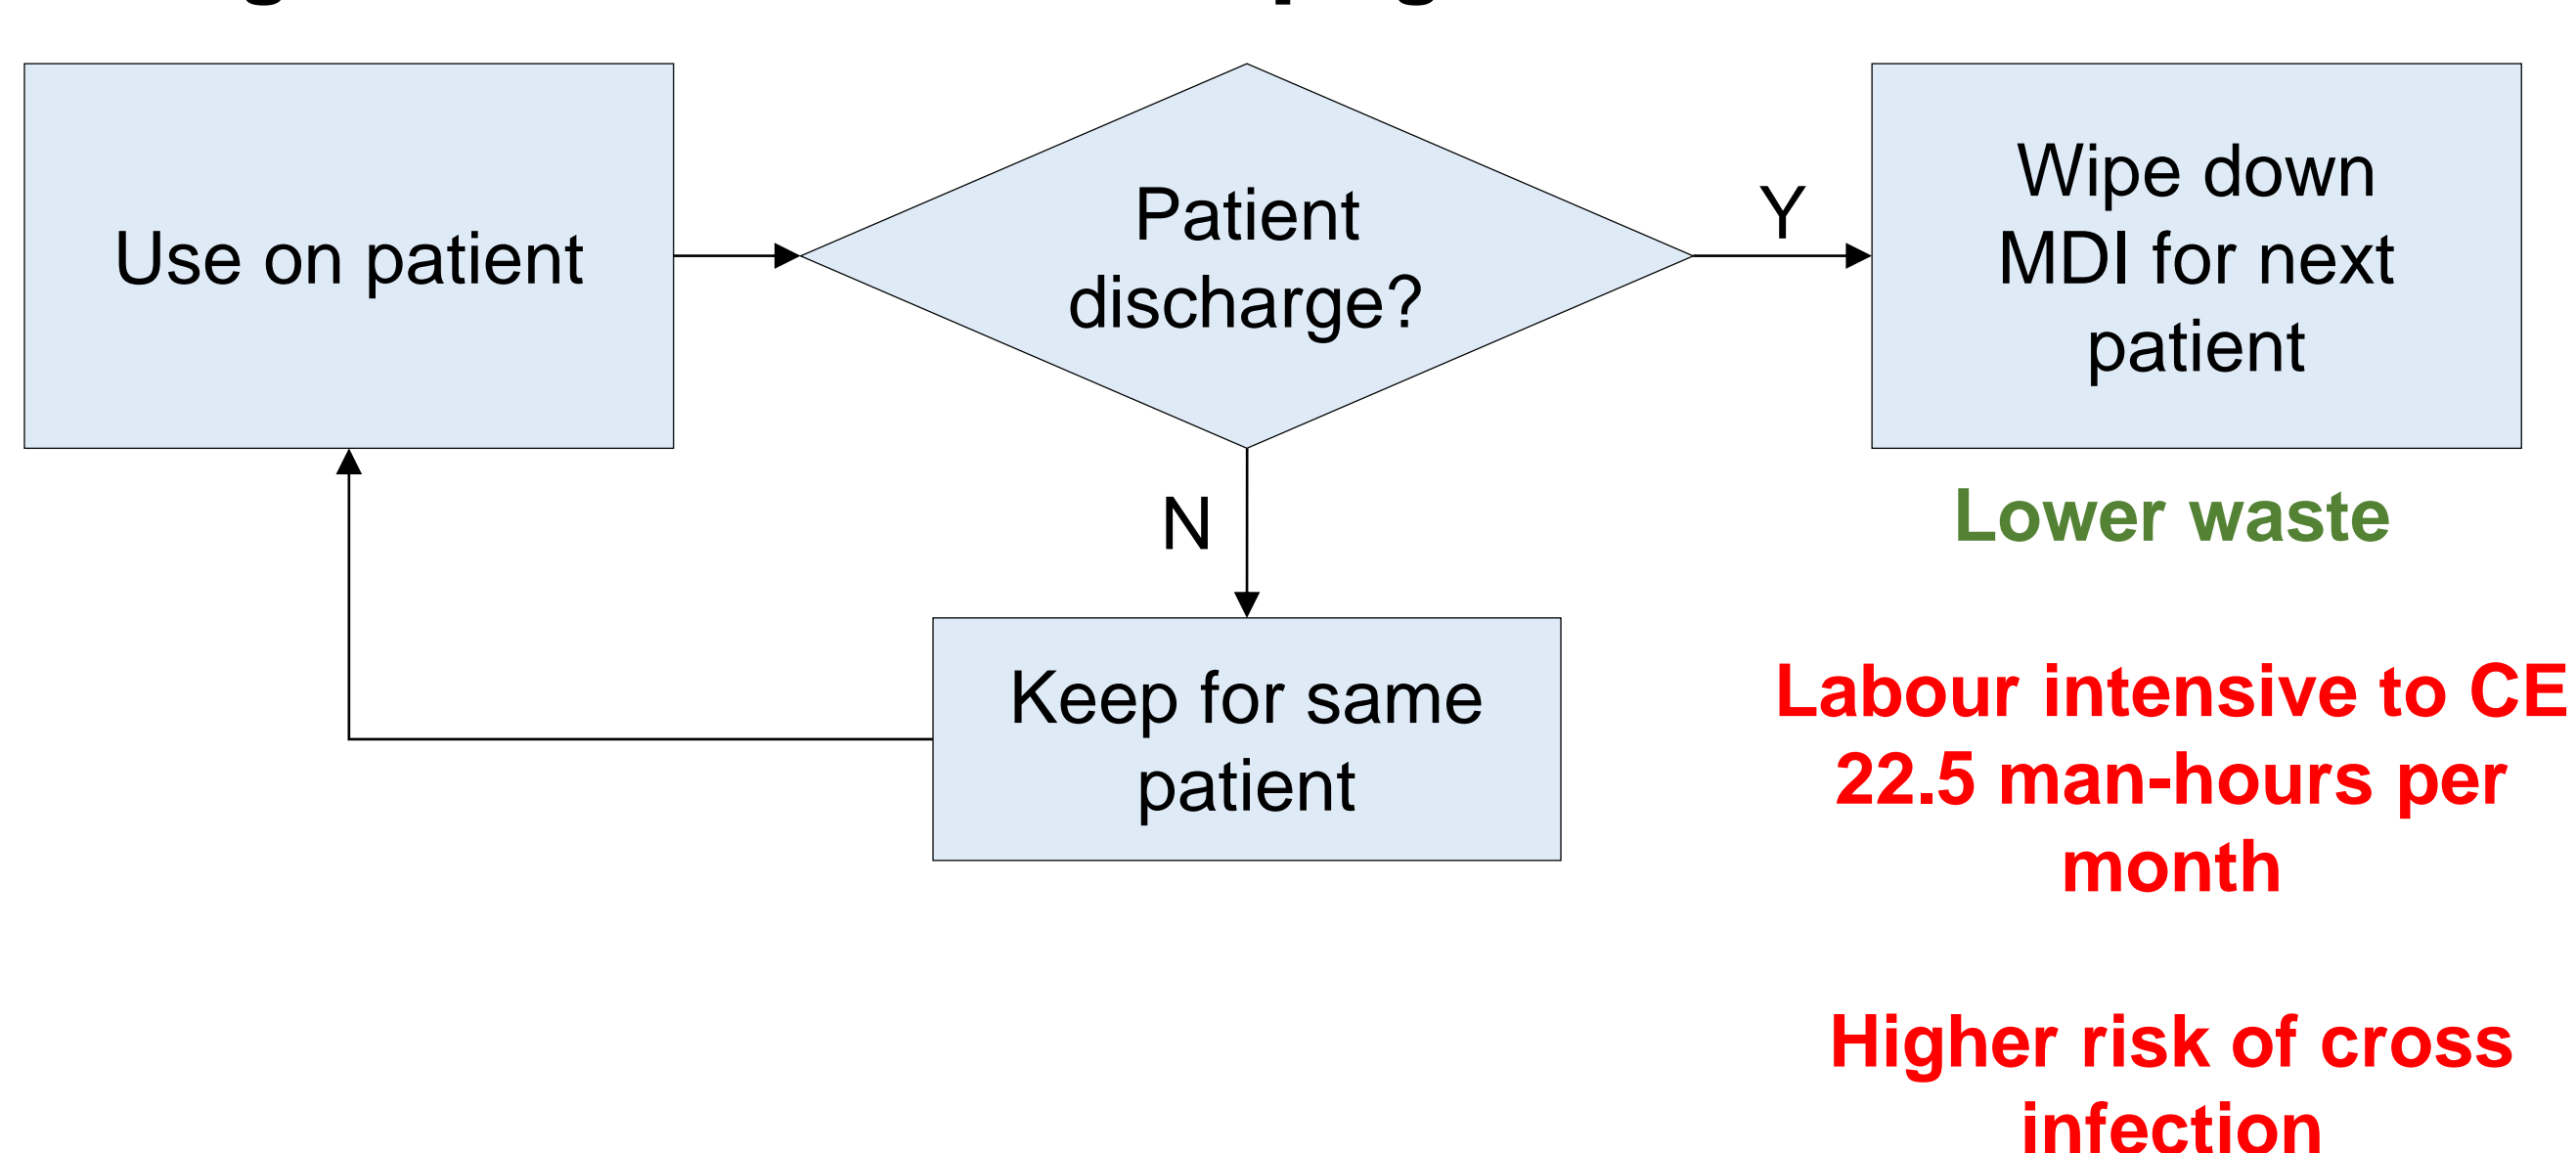 Use on patient
Patient
discharge?
Y
Wipe down
MDI for next
patient
N
Keep for same
patient
Lower waste
Labour intensive to CE
22.5 man-hours per
month
Higher risk of cross
infection